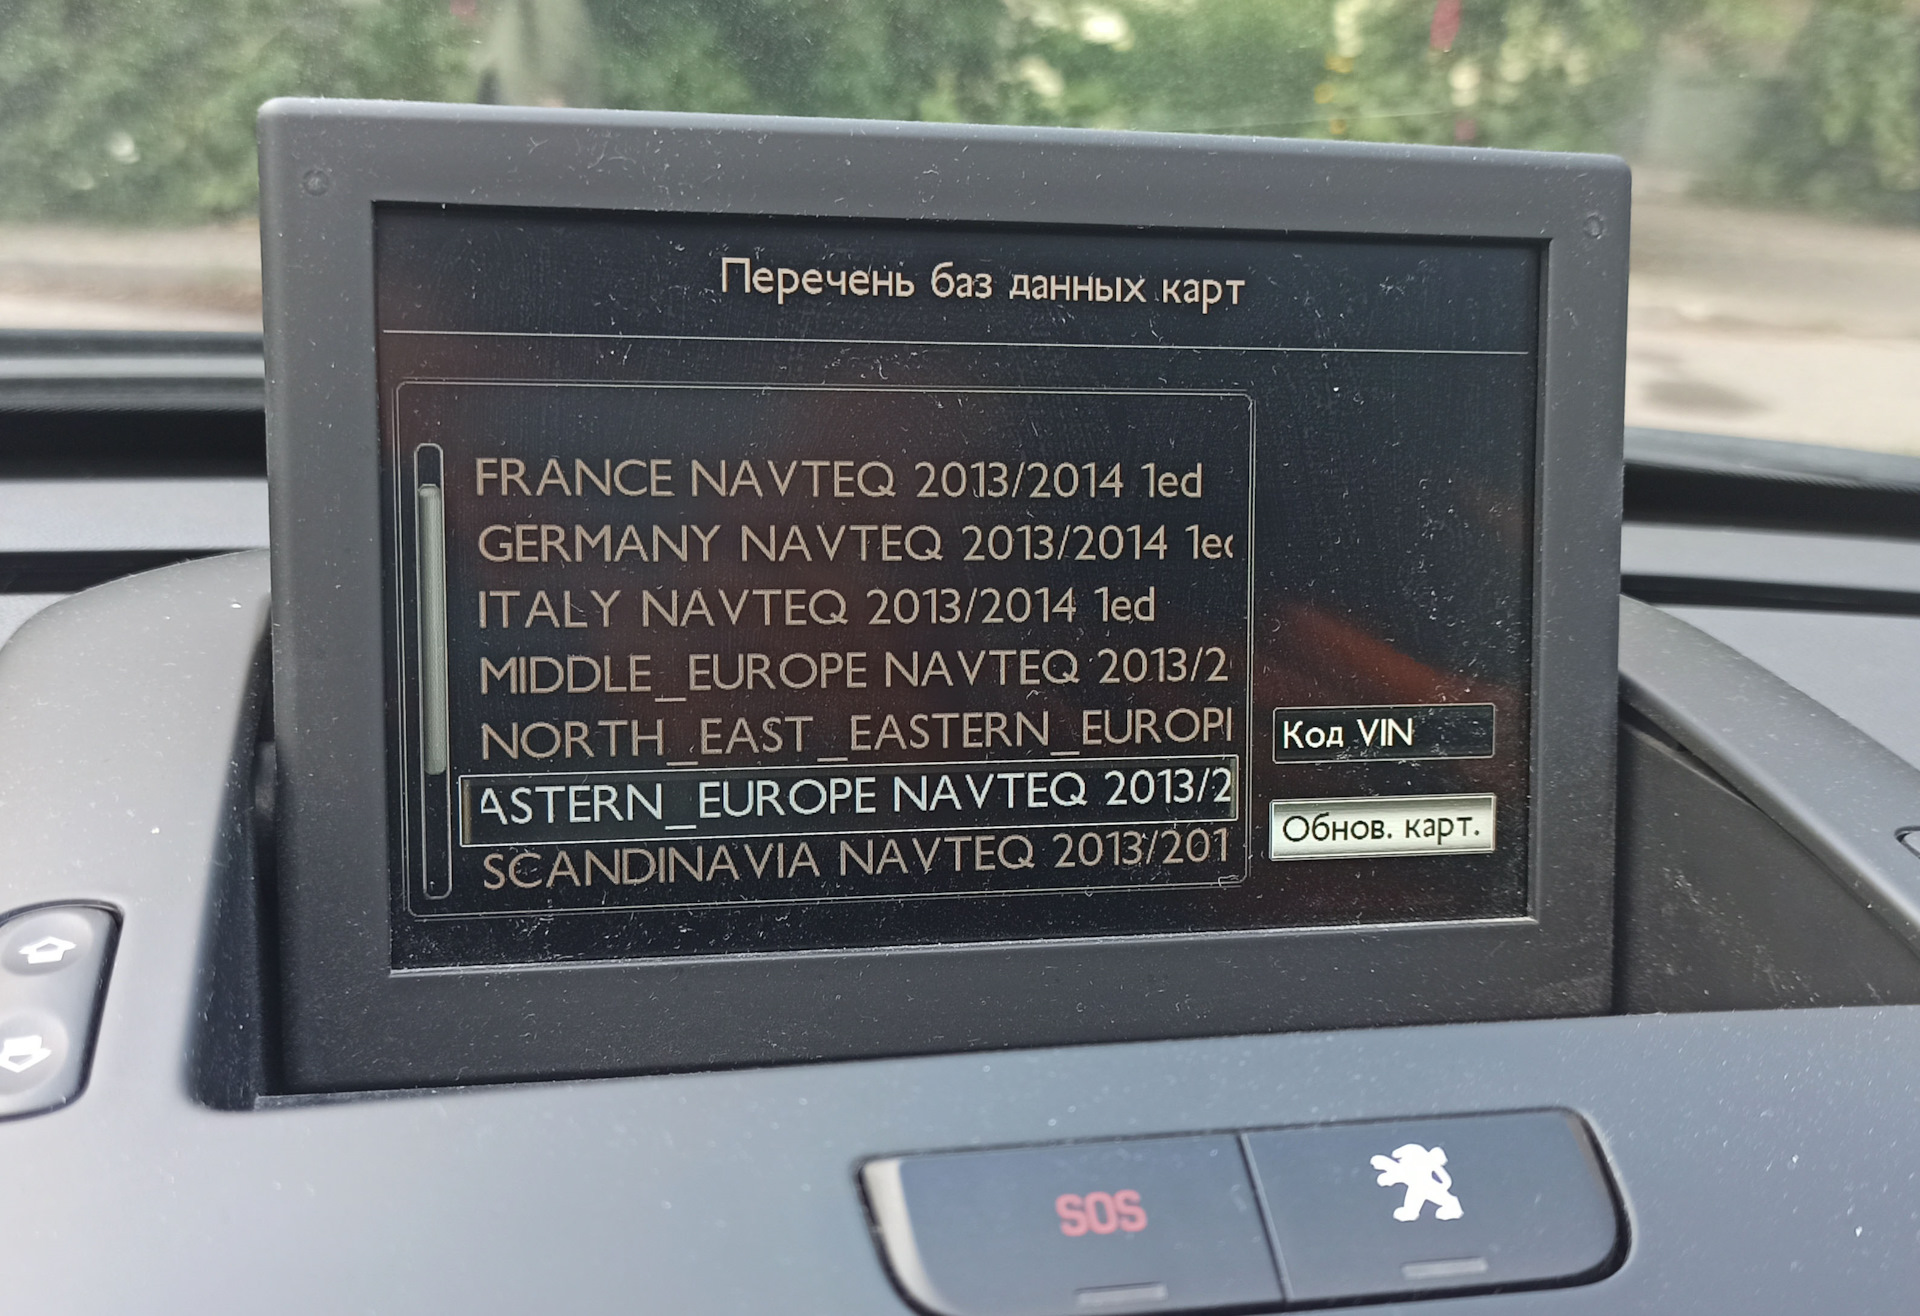 Перечень баз данных карт
FRANCE NAVTEQ 2013/2014 1ed
GERMANY NAVTEQ 2013/2014 1ed
ITALY NAVTEQ 2013/2014 1ed
MIDDLE_EUROPE NAVTEQ 2013/2
NORTH_EAST_EASTERN_EUROP
ASTERN_EUROPE NAVTEQ 2013/2
SCANDINAVIA NAVTEQ 2013/201
Код VIN
Обнов. карт.
SOS